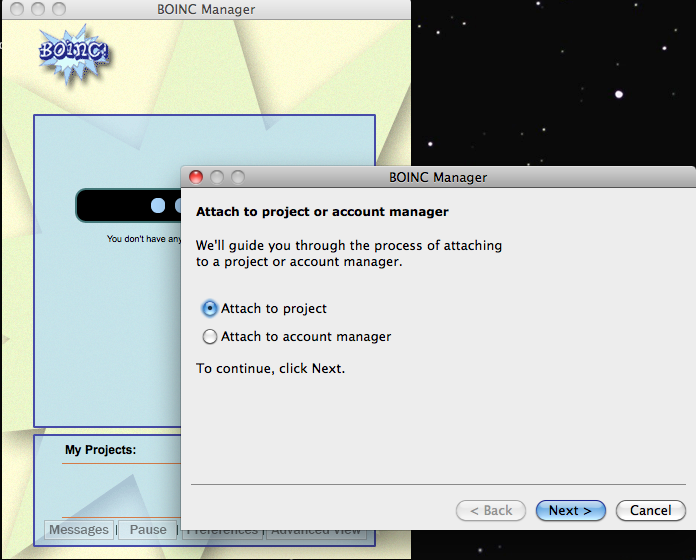 BOINC Manager
BOINC!
You don't have any
My Projects:
Messages
Pause
Preferences
Advanced View
BOINC Manager
Attach to project or account manager
We'll guide you through the process of attaching
to a project or account manager.
Attach to project
Attach to account manager
To continue, click Next.
< Back
Next >
Cancel